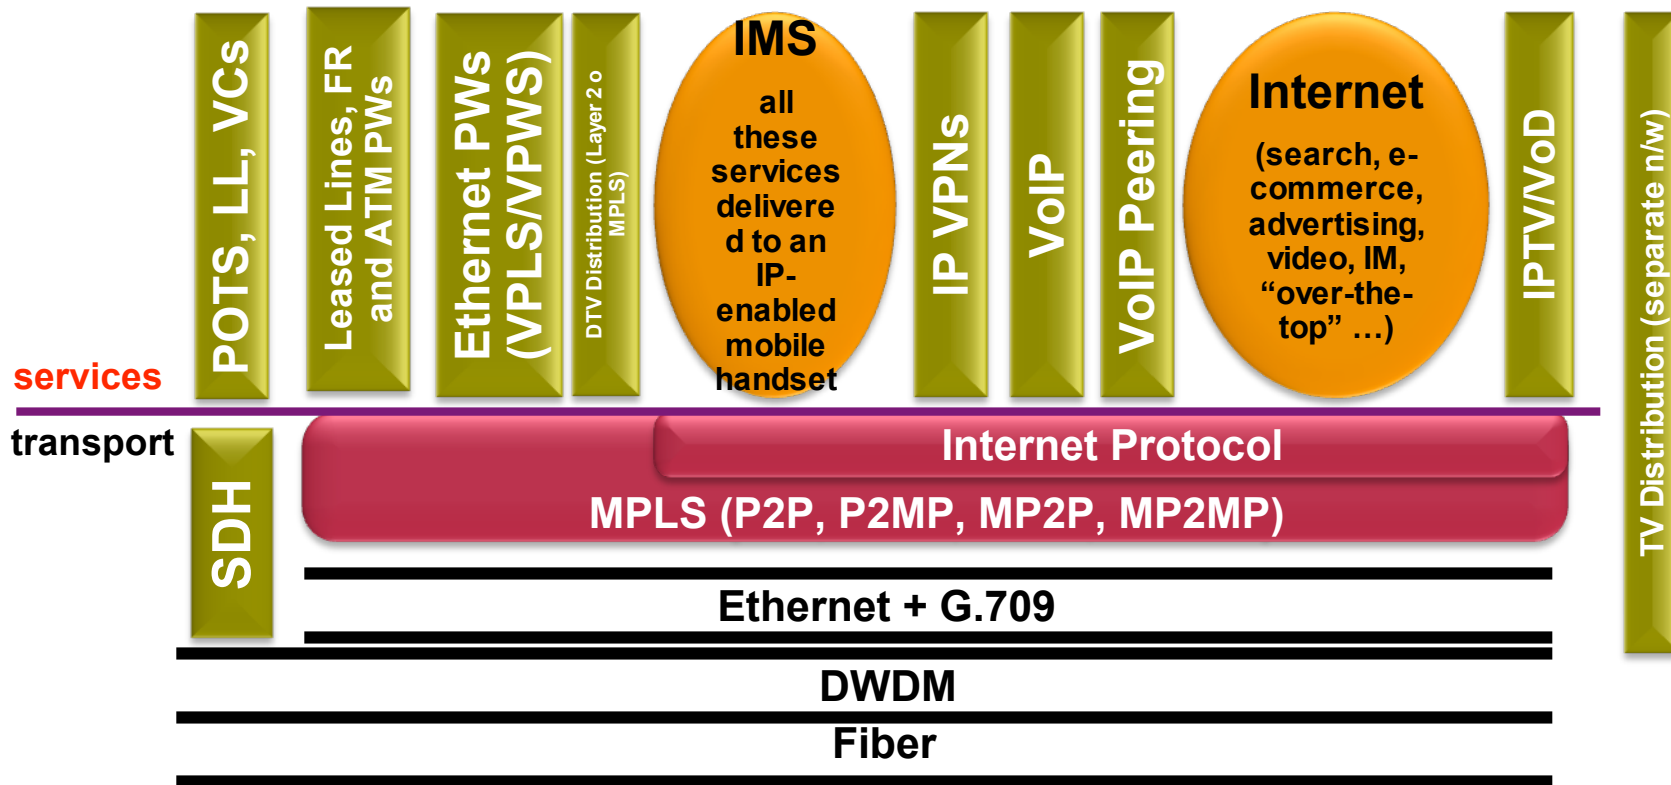 POTS, LL, VCs
Leased Lines, FR
and ATM PWs
Ethernet PWs
(VPLS/VPWS)
DTV Distribution (Layer 2 o
MPLS)
IMS
all
these
services
delivere
d to an
IP-
enabled
mobile
handset
IP VPNs
VoIP
VoIP Peering
Internet
(search, e-
commerce,
advertising,
video, IM,
“over-the-
top” …)
IPTV/VoD
TV Distribution (separate n/w)
services
transport
SDH
Internet Protocol
MPLS (P2P, P2MP, MP2P, MP2MP)
Ethernet + G.709
DWDM
Fiber